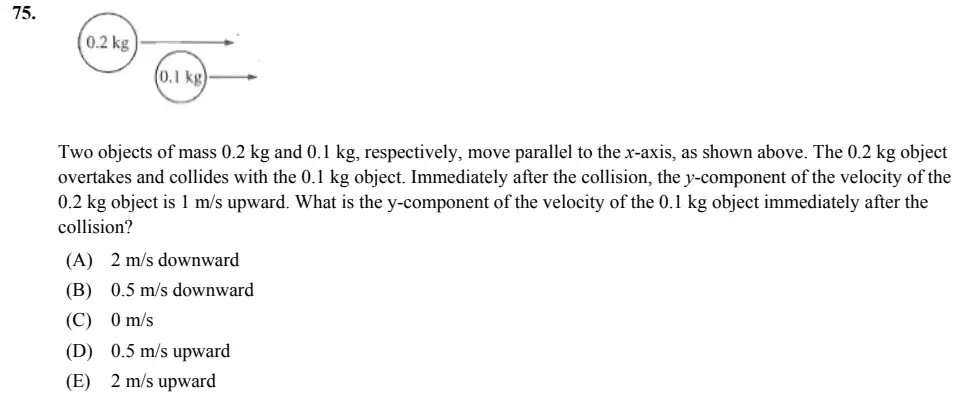 75.
0.2 kg
0.1 kg
Two objects of mass 0.2 kg and 0.1 kg, respectively, move parallel to the x-axis, as shown above. The 0.2 kg object
overtakes and collides with the 0.1 kg object. Immediately after the collision, the y-component of the velocity of the
0.2 kg object is 1 m/s upward. What is the y-component of the velocity of the 0.1 kg object immediately after the
collision?
(A) 2 m/s downward
(B) 0.5 m/s downward
(C) 0 m/s
(D) 0.5 m/s upward
(E) 2 m/s upward